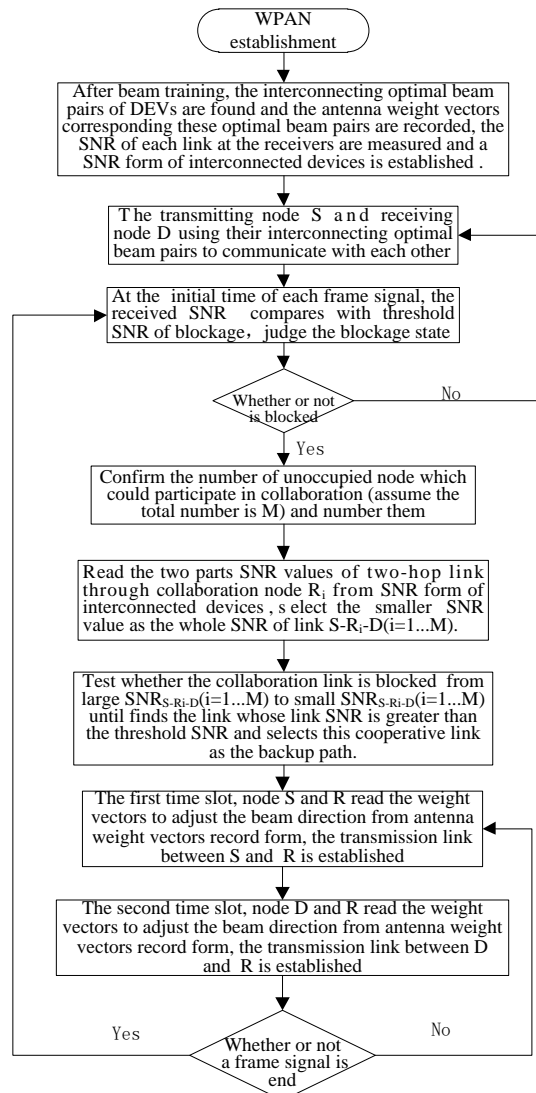 WPAN
establishment
After beam training, the interconnecting optimal beam
pairs of DEVs are found and the antenna weight vectors
corresponding these optimal beam pairs are recorded, the
SNR of each link at the receivers are measured and a
SNR form of interconnected devices is established .
The transmitting node S and receiving
node D using their interconnecting optimal
beam pairs to communicate with each other
At the initial time of each frame signal, the
received SNR compares with threshold
SNR of blockage，judge the blockage state
Whether or not
is blocked
No
Yes
Confirm the number of unoccupied node which
could participate in collaboration (assume the
total number is M) and number them
Read the two parts SNR values of two-hop link
through collaboration node Ri from SNR form of
interconnected devices , s elect the smaller SNR
value as the whole SNR of link S-Ri-D(i=1...M).
Test whether the collaboration link is blocked from
large SNRS-Ri-D(i=1...M) to small SNRS-Ri-D(i=1...M)
until finds the link whose link SNR is greater than
the threshold SNR and selects this cooperative link
as the backup path.
The first time slot, node S and R read the weight
vectors to adjust the beam direction from antenna
weight vectors record form, the transmission link
between S and R is established
The second time slot, node D and R read the weight
vectors to adjust the beam direction from antenna weight
vectors record form, the transmission link between D
and R is established
Yes
No
Whether or not
a frame signal is
end